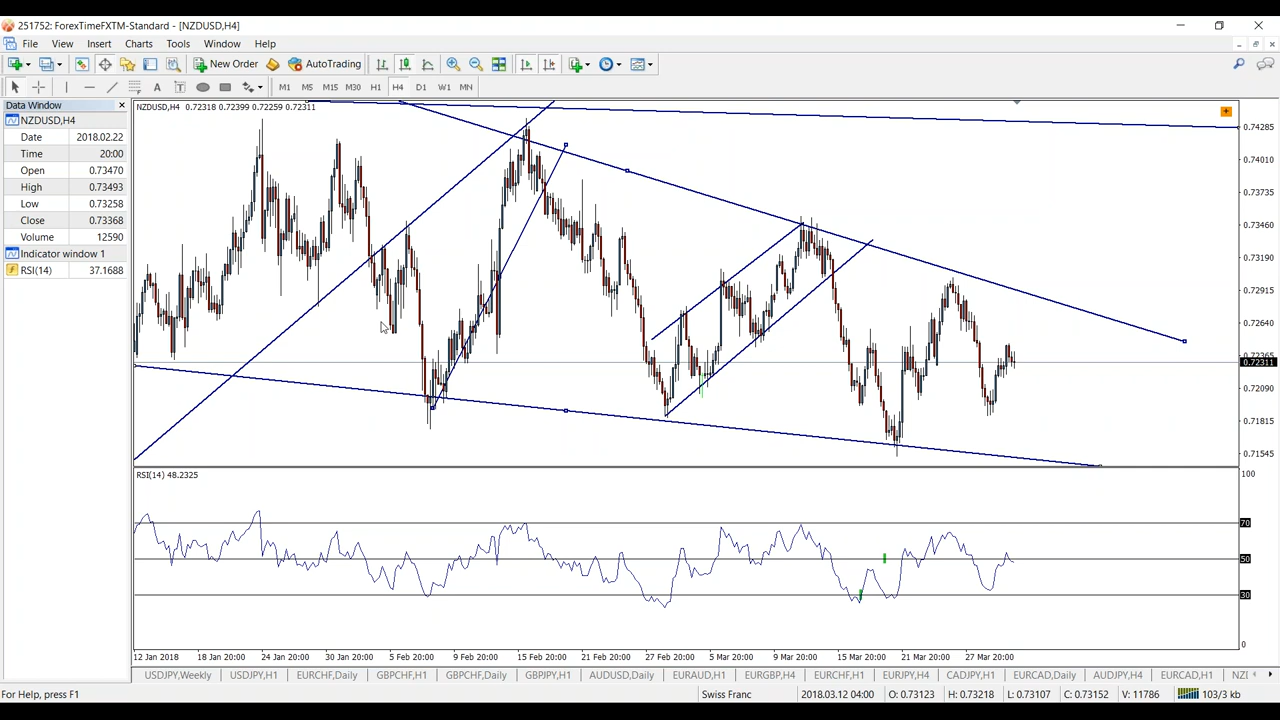 251752: ForexTimeFXTM-Standard - [NZDUSD,H4]
File View Insert Charts Tools Window Help
New Order AutoTrading
A T M1 M5 M15 M30 H1 H4 D1 W1 MN
Data Window
NZDUSD,H4
Date 2018.02.22
Time 20:00
Open 0.73470
High 0.73493
Low 0.73258
Close 0.73368
Volume 12590
Indicator window 1
RSI(14) 37.1688
NZDUSD,H4 0.72318 0.72399 0.72259 0.72311
0.74285
0.74010
0.73735
0.73460
0.73190
0.72915
0.72640
0.72365
0.72311
0.72090
0.71815
0.71545
RSI(14) 48.2325
100
70
50
30
0
12 Jan 2018 18 Jan 20:00 24 Jan 20:00 30 Jan 20:00 5 Feb 20:00 9 Feb 20:00 15 Feb 20:00 21 Feb 20:00 27 Feb 20:00 5 Mar 20:00 9 Mar 20:00 15 Mar 20:00 21 Mar 20:00 27 Mar 20:00
USDJPY,Weekly USDJPY,H1 EURCHF,Daily GBPCHF,H1 GBPCHF,Daily GBPJPY,H1 AUDUSD,Daily EURAUD,H1 EURGBP,H4 EURCHF,H1 EURJPY,H4 CADJPY,H1 EURCAD,Daily AUDJPY,H4 EURCAD,H1 NZI
For Help, press F1 Swiss Franc 2018.03.12 04:00 O: 0.73123 H: 0.73218 L: 0.73107 C: 0.73152 V: 11786 103/3 kb